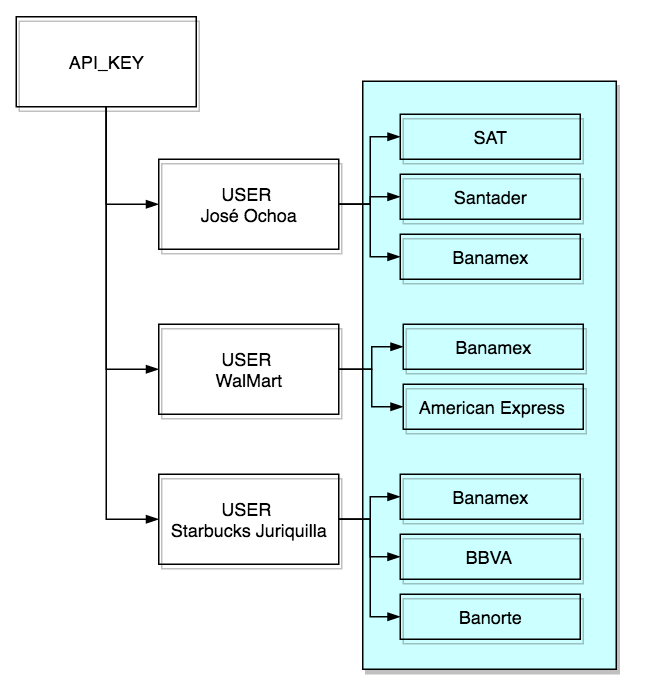 API_KEY
USER
José Ochoa
SAT
Santader
Banamex
USER
WalMart
Banamex
American Express
USER
Starbucks Juriquilla
Banamex
BBVA
Banorte